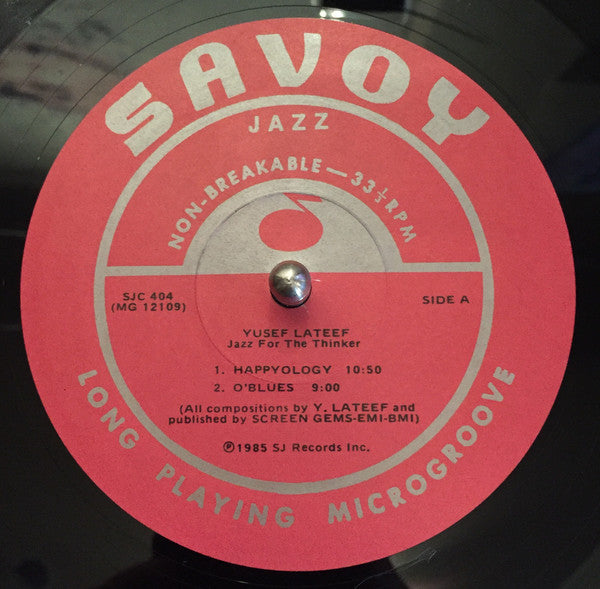 SAVOY
JAZZ
NON-BREAKABLE—33⅓RPM
SJC 404
(MG 12109)
SIDE A
YUSEF LATEEF
Jazz For The Thinker
1. HAPPYOLOGY 10:50
2. O'BLUES 9:00
(All compositions by Y. LATEEF and
published by SCREEN GEMS-EMI-BMI)
℗1985 SJ Records Inc.
LONG PLAYING MICROGROOVE